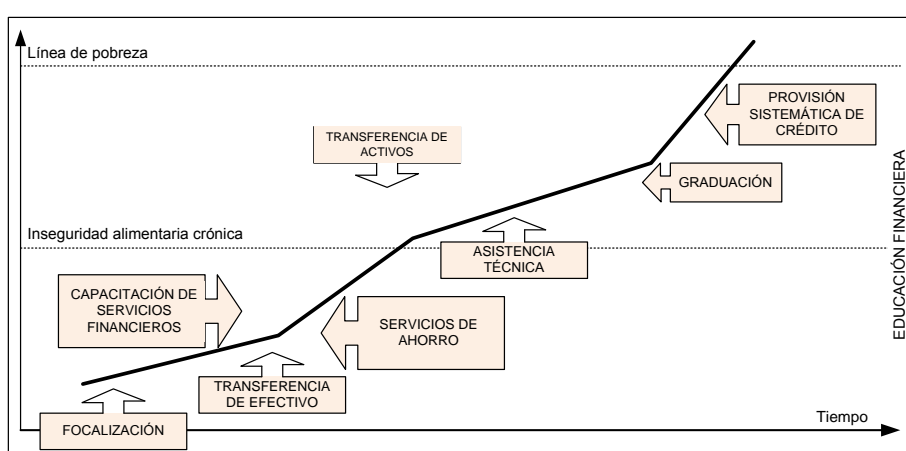 Línea de pobreza
PROVISIÓN
SISTEMÁTICA DE
CRÉDITO
TRANSFERENCIA DE
ACTIVOS
GRADUACIÓN
EDUCACIÓN FINANCIERA
Inseguridad alimentaria crónica
ASISTENCIA
TÉCNICA
CAPACITACIÓN DE
SERVICIOS
FINANCIEROS
SERVICIOS DE
AHORRO
TRANSFERENCIA
DE EFECTIVO
Tiempo
FOCALIZACIÓN